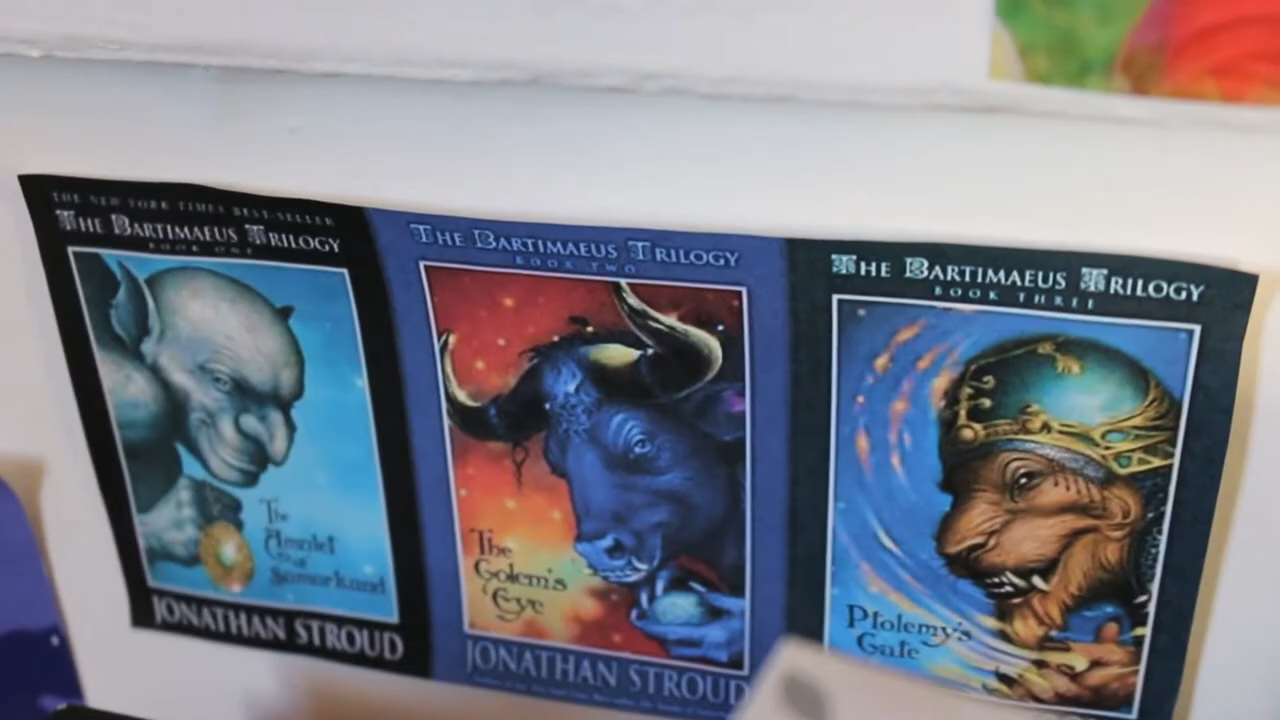 THE NEW YORK TIMES BEST-SELLER
THE BARTIMAEUS TRILOGY
BOOK ONE
The
Amulet
of
Samarkand
JONATHAN STROUD
THE BARTIMAEUS TRILOGY
BOOK TWO
The
Golem's
Eye
JONATHAN STROUD
THE BARTIMAEUS TRILOGY
BOOK THREE
Ptolemy's
Gate